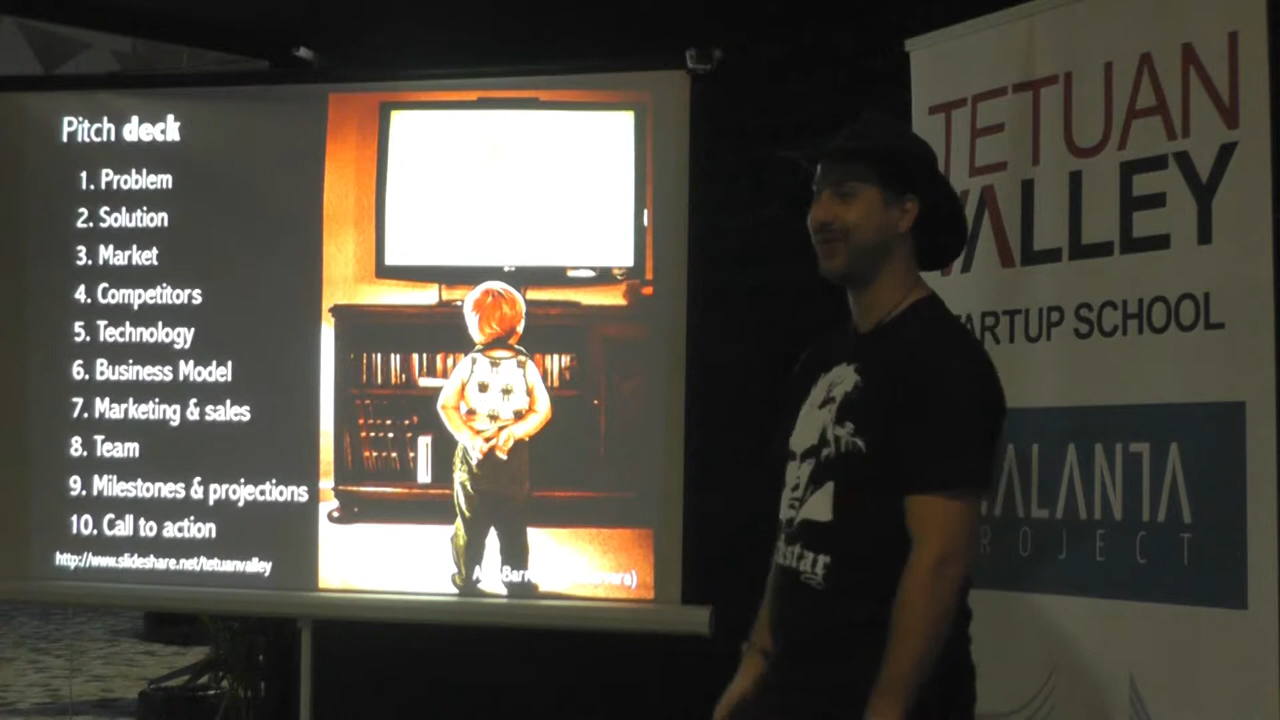 Pitch deck
1. Problem
2. Solution
3. Market
4. Competitors
5. Technology
6. Business Model
7. Marketing & sales
8. Team
9. Milestones & projections
10. Call to action
http://www.slideshare.net/tetuanvalley
TETUAN
VALLEY
STARTUP SCHOOL